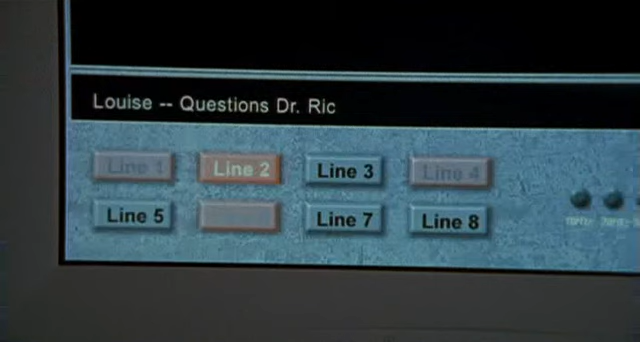 Louise -- Questions Dr. Ric
Line 1 Line 2 Line 3 Line 4
Line 5 Line 7 Line 8